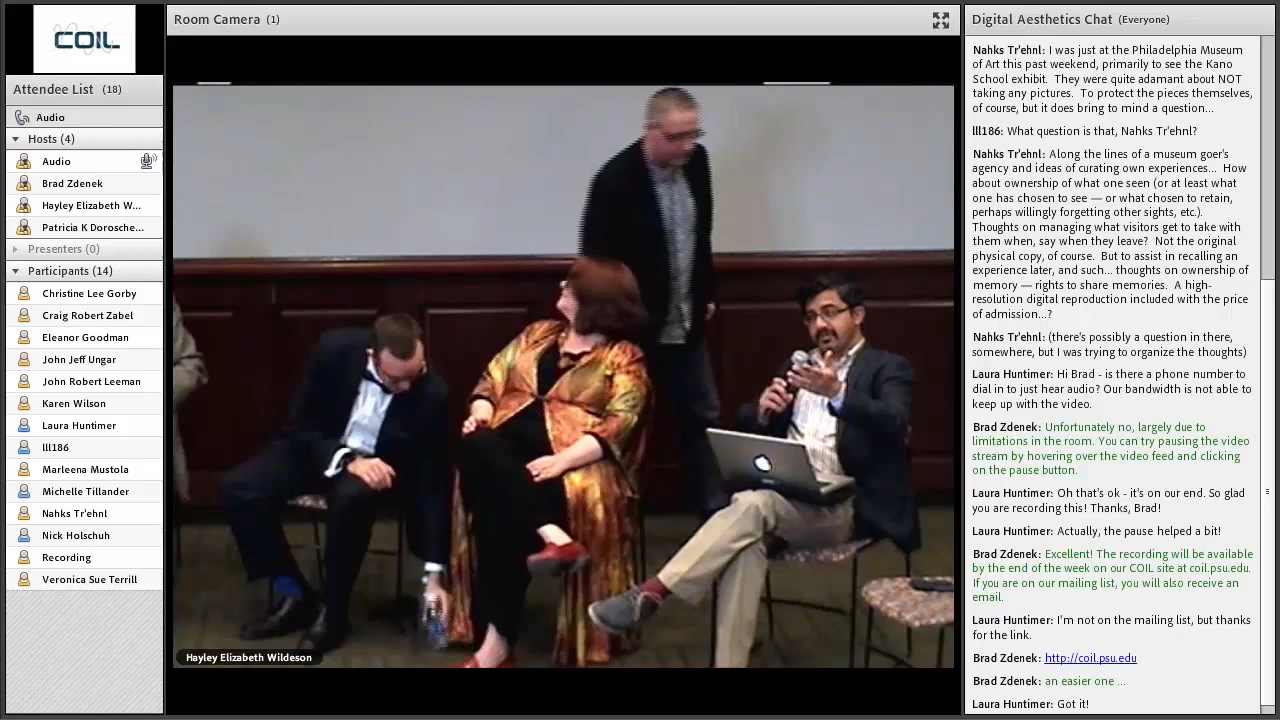 COIL
Attendee List (18)
Audio
Hosts (4)
Audio
Brad Zdenek
Hayley Elizabeth W...
Patricia K Dorosche...
Presenters (0)
Participants (14)
Christine Lee Gorby
Craig Robert Zabel
Eleanor Goodman
John Jeff Ungar
John Robert Leeman
Karen Wilson
Laura Huntimer
lll186
Marleena Mustola
Michelle Tillander
Nahks Tr'ehnl
Nick Holschuh
Recording
Veronica Sue Terrill
Room Camera (1)
Hayley Elizabeth Wildeson
Digital Aesthetics Chat (Everyone)
Nahks Tr'ehnl: I was just at the Philadelphia Museum
of Art this past weekend, primarily to see the Kano
School exhibit. They were quite adamant about NOT
taking any pictures. To protect the pieces themselves,
of course, but it does bring to mind a question...
lll186: What question is that, Nahks Tr'ehnl?
Nahks Tr'ehnl: Along the lines of a museum goer's
agency and ideas of curating own experiences... How
about ownership of what one seen (or at least what
one has chosen to see — or what chosen to retain,
perhaps willingly forgetting other sights, etc.).
Thoughts on managing what visitors get to take with
them when, say when they leave? Not the original
physical copy, of course. But to assist in recalling an
experience later, and such... thoughts on ownership of
memory — rights to share memories. A high-
resolution digital reproduction included with the price
of admission...?
Nahks Tr'ehnl: (there's possibly a question in there,
somewhere, but I was trying to organize the thoughts)
Laura Huntimer: Hi Brad - is there a phone number to
dial in to just hear audio? Our bandwidth is not able to
keep up with the video.
Brad Zdenek: Unfortunately no, largely due to
limitations in the room. You can try pausing the video
stream by hovering over the video feed and clicking
on the pause button.
Laura Huntimer: Oh that's ok - it's on our end. So glad
you are recording this! Thanks, Brad!
Laura Huntimer: Actually, the pause helped a bit!
Brad Zdenek: Excellent! The recording will be available
by the end of the week on our COIL site at coil.psu.edu.
If you are on our mailing list, you will also receive an
email.
Laura Huntimer: I'm not on the mailing list, but thanks
for the link.
Brad Zdenek: http://coil.psu.edu
Brad Zdenek: an easier one ...
Laura Huntimer: Got it!